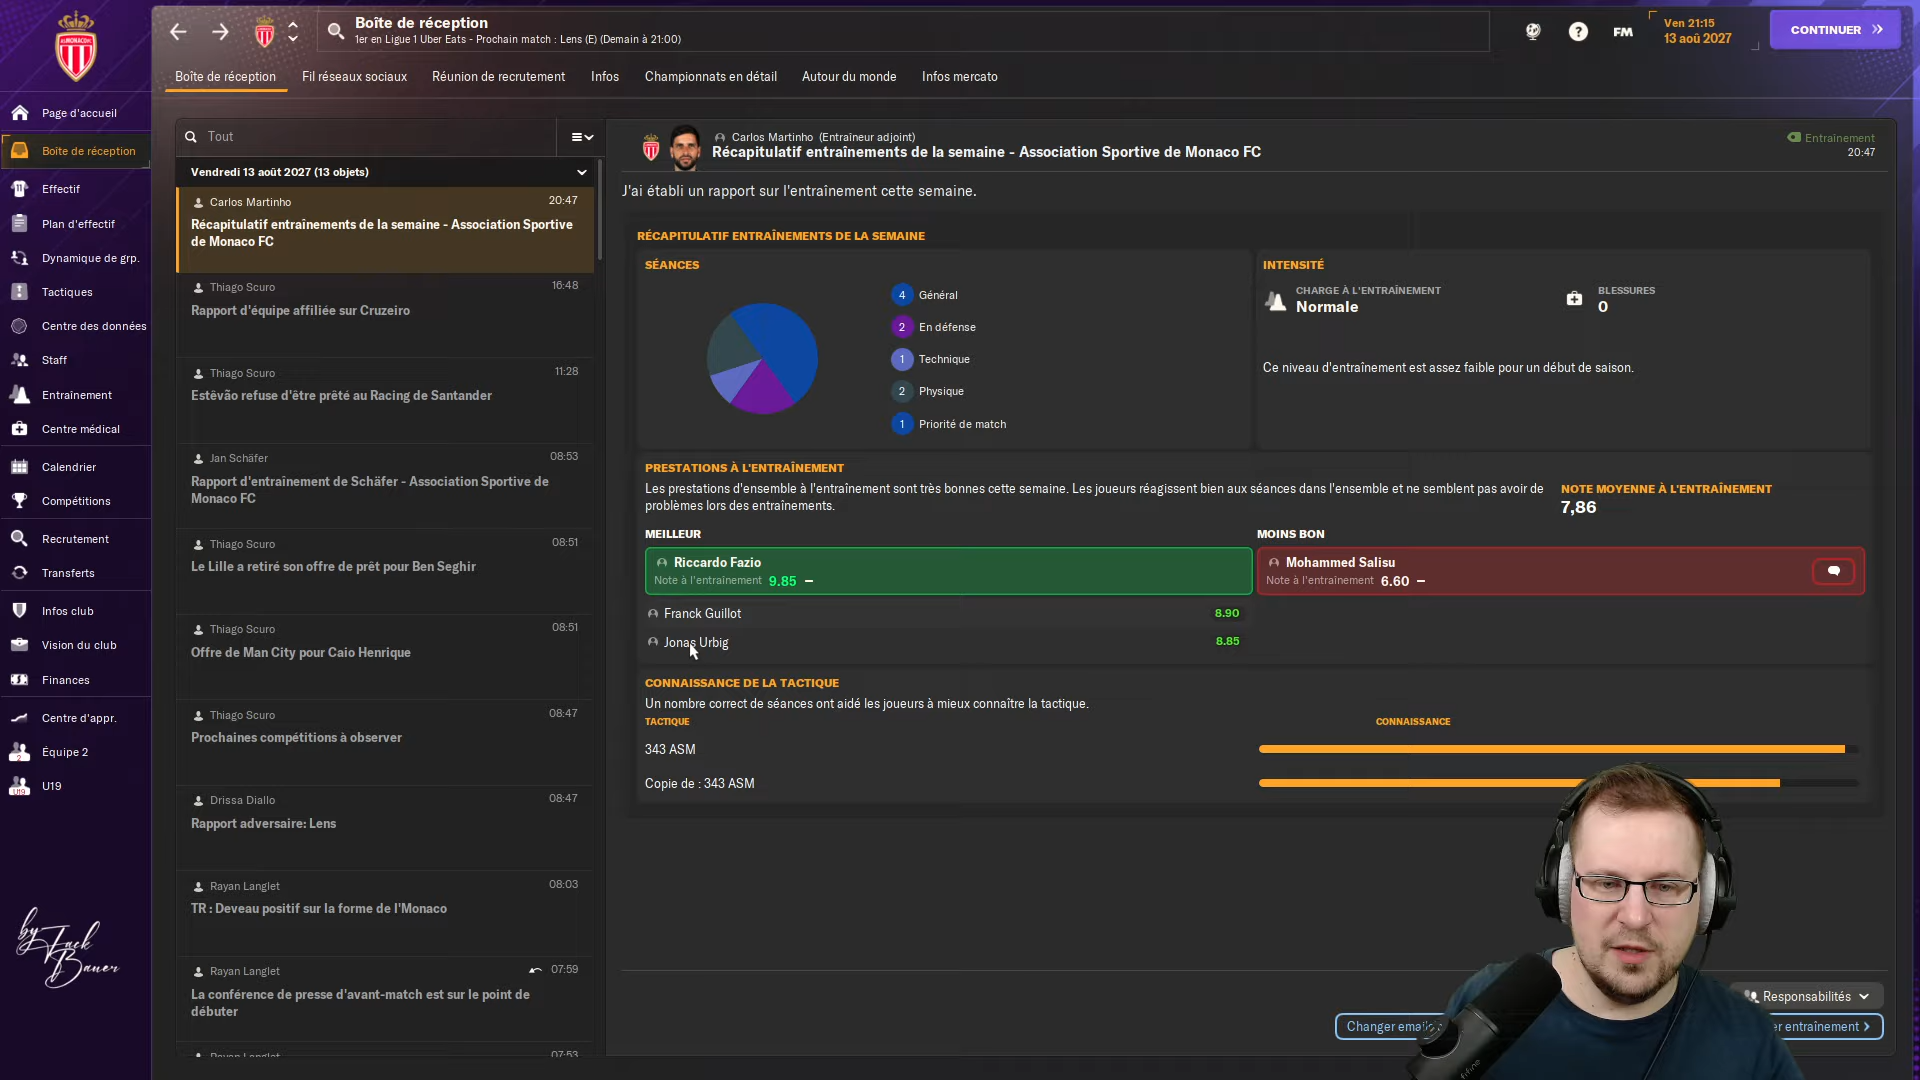 Boîte de réception
1er en Ligue 1 Uber Eats - Prochain match : Lens (E) (Demain à 21:00)
FM
Ven 21:15
13 aoû 2027
CONTINUER
Boîte de réception
Fil réseaux sociaux
Réunion de recrutement
Infos
Championnats en détail
Autour du monde
Infos mercato
Page d'accueil
Boîte de réception
Effectif
Plan d'effectif
Dynamique de grp.
Tactiques
Centre des données
Staff
Entraînement
Centre médical
Calendrier
Compétitions
Recrutement
Transferts
Infos club
Vision du club
Finances
Centre d'appr.
Équipe 2
U19
by Jack
Bauer
Tout
Vendredi 13 août 2027 (13 objets)
Carlos Martinho 20:47
Récapitulatif entraînements de la semaine - Association Sportive
de Monaco FC
Thiago Scuro 16:48
Rapport d'équipe affiliée sur Cruzeiro
Thiago Scuro 11:28
Estêvão refuse d'être prêté au Racing de Santander
Jan Schäfer 08:53
Rapport d'entraînement de Schäfer - Association Sportive de
Monaco FC
Thiago Scuro 08:51
Le Lille a retiré son offre de prêt pour Ben Seghir
Thiago Scuro 08:51
Offre de Man City pour Caio Henrique
Thiago Scuro 08:47
Prochaines compétitions à observer
Drissa Diallo 08:47
Rapport adversaire: Lens
Rayan Langlet 08:03
TR : Deveau positif sur la forme de l'Monaco
Rayan Langlet 07:59
La conférence de presse d'avant-match est sur le point de
débuter
Rayan Langlet 07:53
Carlos Martinho (Entraîneur adjoint)
Récapitulatif entraînements de la semaine - Association Sportive de Monaco FC
Entraînement
20:47
J'ai établi un rapport sur l'entraînement cette semaine.
RÉCAPITULATIF ENTRAÎNEMENTS DE LA SEMAINE
SÉANCES
4 Général
2 En défense
1 Technique
2 Physique
1 Priorité de match
INTENSITÉ
CHARGE À L'ENTRAÎNEMENT
Normale
BLESSURES
0
Ce niveau d'entraînement est assez faible pour un début de saison.
PRESTATIONS À L'ENTRAÎNEMENT
Les prestations d'ensemble à l'entraînement sont très bonnes cette semaine. Les joueurs réagissent bien aux séances dans l'ensemble et ne semblent pas avoir de
problèmes lors des entraînements.
NOTE MOYENNE À L'ENTRAÎNEMENT
7,86
MEILLEUR
Riccardo Fazio
Note à l'entraînement 9.85 –
Franck Guillot 8.90
Jonas Urbig 8.85
MOINS BON
Mohammed Salisu
Note à l'entraînement 6.60 –
CONNAISSANCE DE LA TACTIQUE
Un nombre correct de séances ont aidé les joueurs à mieux connaître la tactique.
TACTIQUE CONNAISSANCE
343 ASM
Copie de : 343 ASM
Responsabilités
Changer
er entraînement